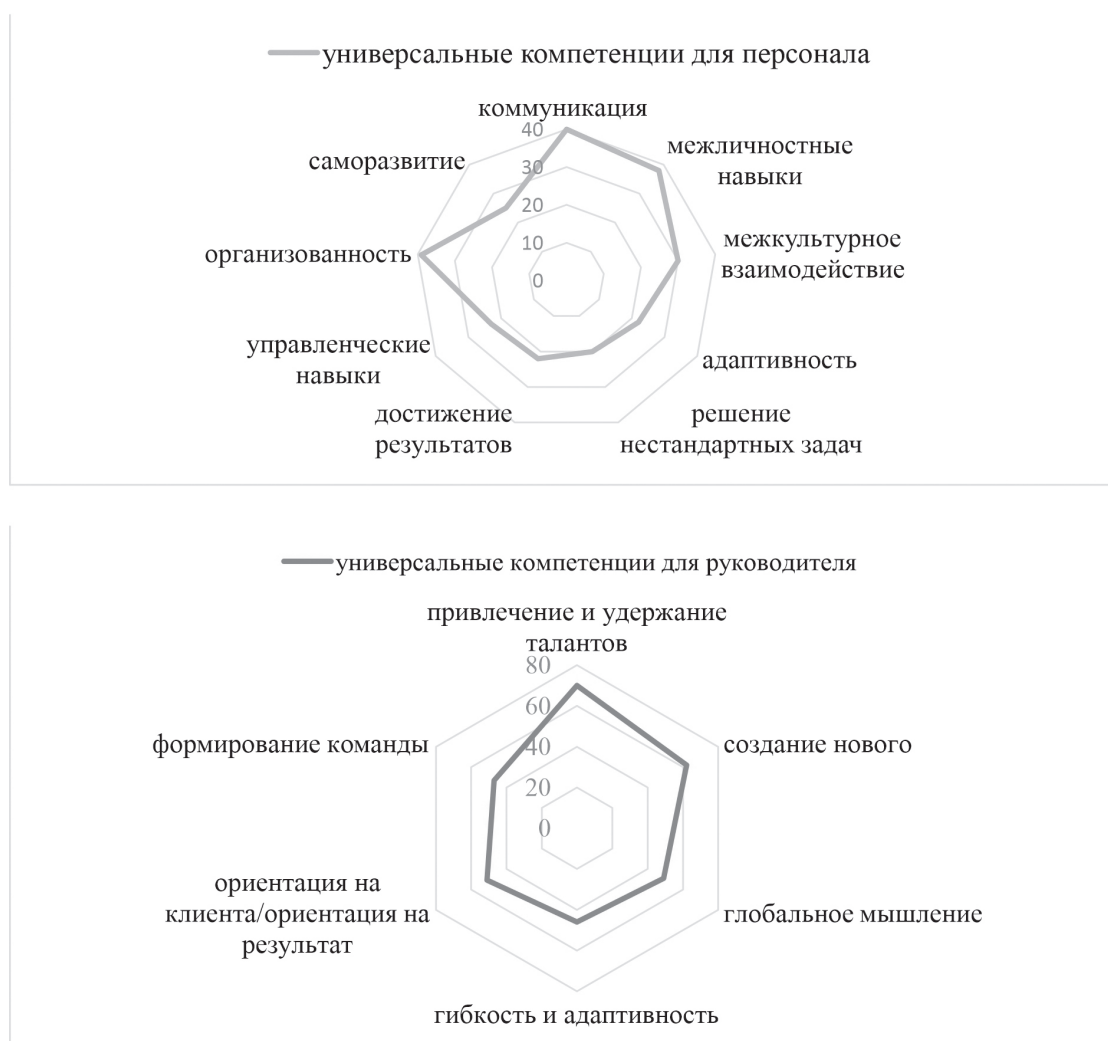 универсальные компетенции для персонала
коммуникация
40
30
20
10
0
межличностные
навыки
межкультурное
взаимодействие
адаптивность
решение
нестандартных задач
достижение
результатов
управленческие
навыки
организованность
саморазвитие
универсальные компетенции для руководителя
привлечение и удержание
талантов
80
60
40
20
0
создание нового
глобальное мышление
гибкость и адаптивность
ориентация на
клиента/ориентация на
результат
формирование команды